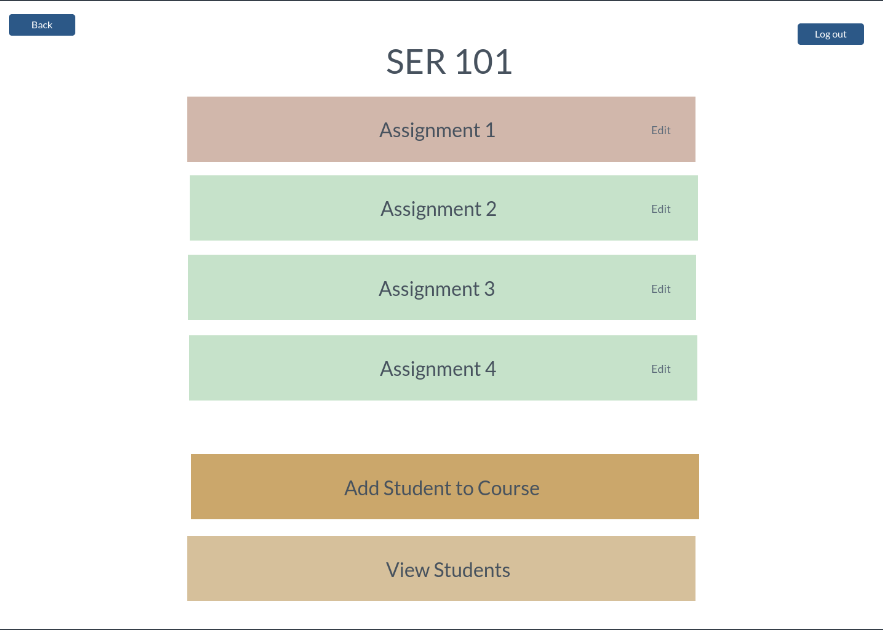 Back
Log out
SER 101
Assignment 1
Edit
Assignment 2
Edit
Assignment 3
Edit
Assignment 4
Edit
Add Student to Course
View Students